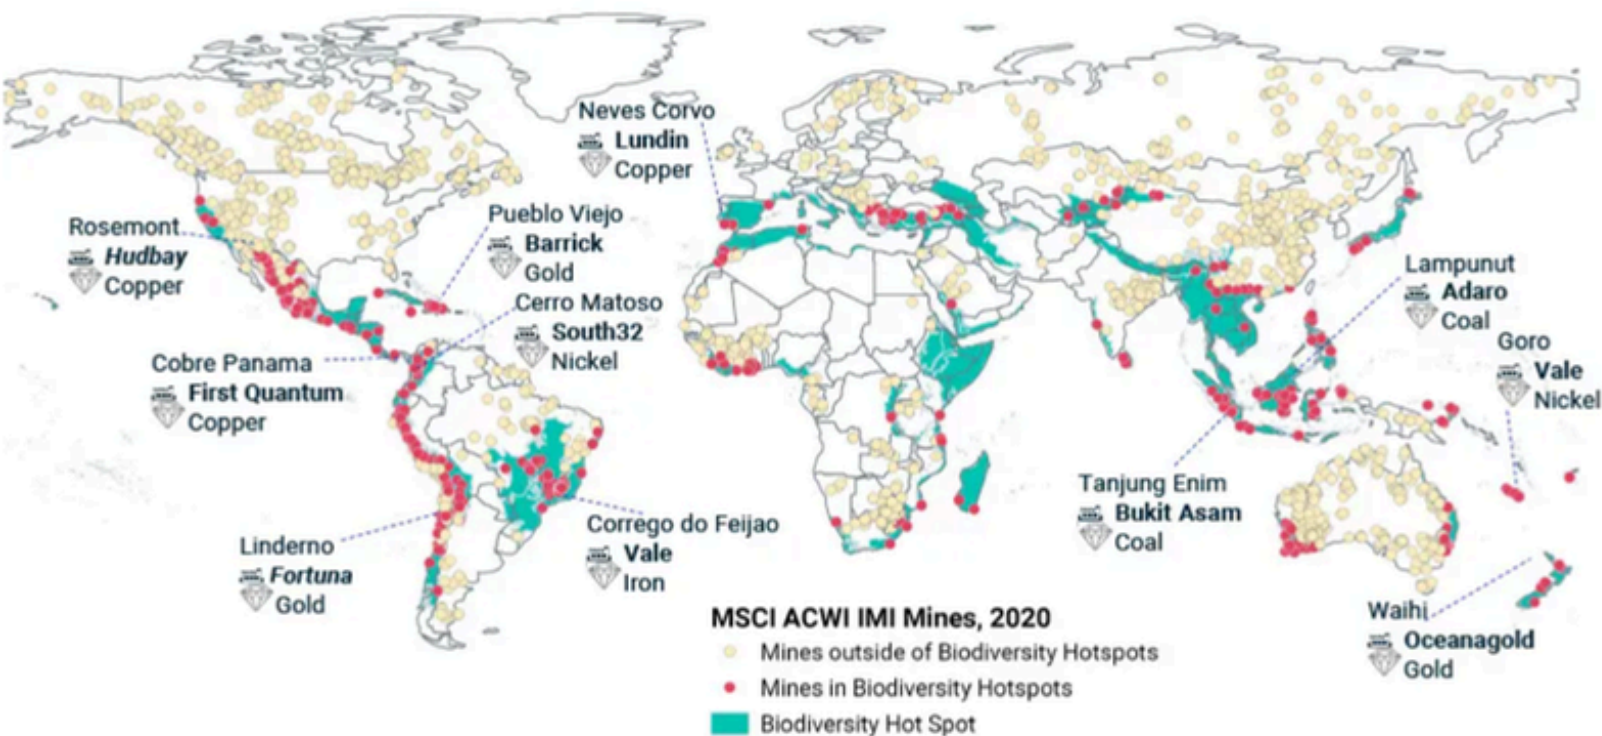 Neves Corvo
Lundin
Copper
Rosemont
Hudbay
Copper
Pueblo Viejo
Barrick
Gold
Cerro Matoso
South32
Nickel
Cobre Panama
First Quantum
Copper
Lampunut
Adaro
Coal
Goro
Vale
Nickel
Tanjung Enim
Bukit Asam
Coal
Corrego do Feijao
Vale
Iron
Linderno
Fortuna
Gold
Waihi
Oceanagold
Gold
MSCI ACWI IMI Mines, 2020
Mines outside of Biodiversity Hotspots
Mines in Biodiversity Hotspots
Biodiversity Hot Spot